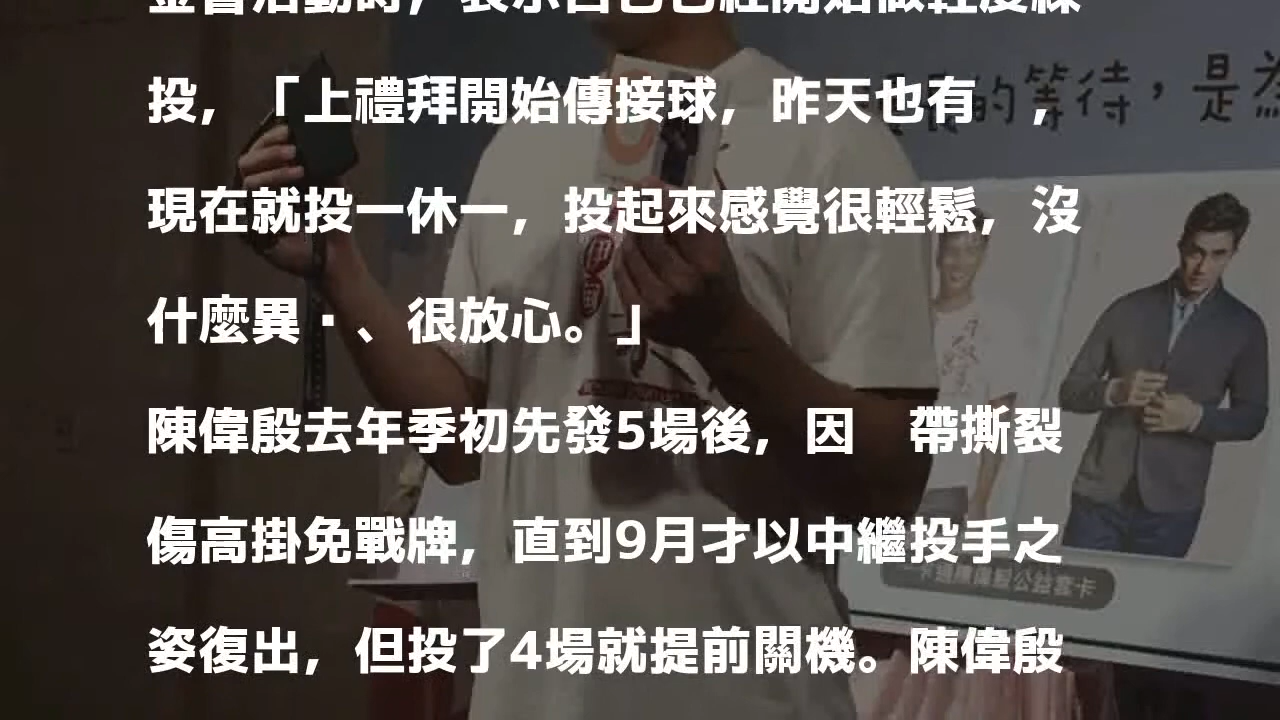 投，「上禮拜開始傳接球，昨天也有　，
現在就投一休一，投起來感覺很輕鬆，沒
什麼異·、很放心。」
陳偉殷去年季初先發5場後，因　帶撕裂
傷高掛免戰牌，直到9月才以中繼投手之
姿復出，但投了4場就提前關機。陳偉殷
的等待，是